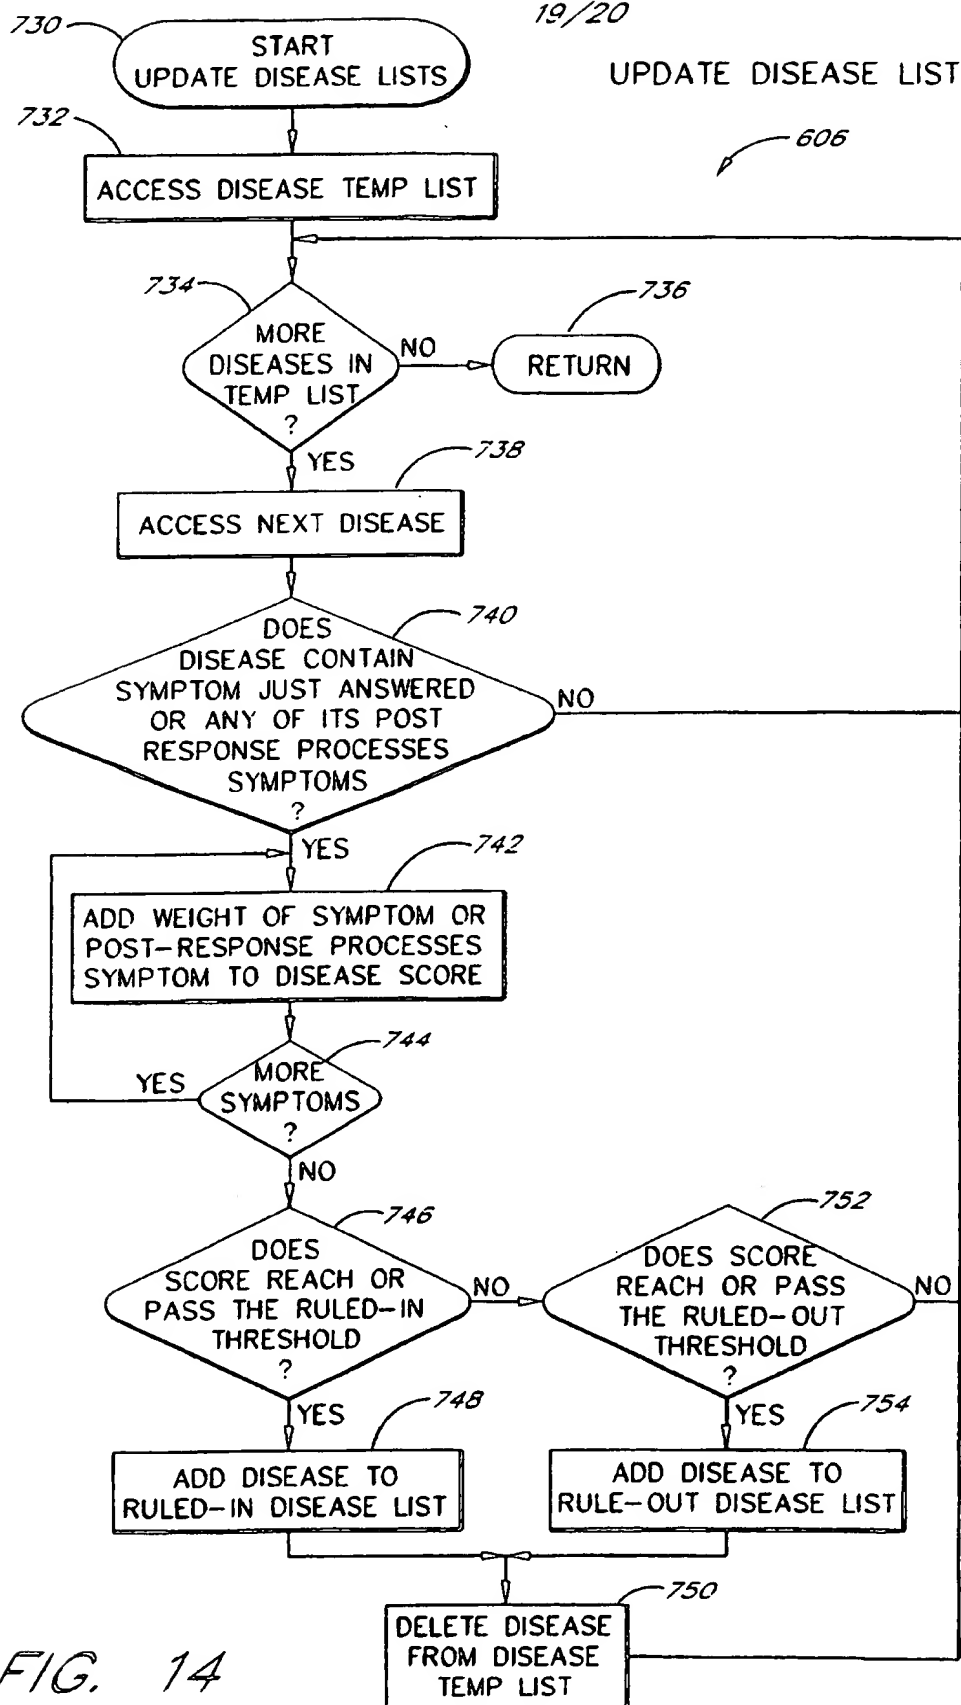 19/20
730
START
UPDATE DISEASE LISTS
UPDATE DISEASE LIST
606
732
ACCESS DISEASE TEMP LIST
734
MORE
DISEASES IN
TEMP LIST
?
NO
736
RETURN
YES
738
ACCESS NEXT DISEASE
740
DOES
DISEASE CONTAIN
SYMPTOM JUST ANSWERED
OR ANY OF ITS POST
RESPONSE PROCESSES
SYMPTOMS
?
NO
YES
742
ADD WEIGHT OF SYMPTOM OR
POST-RESPONSE PROCESSES
SYMPTOM TO DISEASE SCORE
744
MORE
SYMPTOMS
?
YES
NO
746
DOES
SCORE REACH OR
PASS THE RULED-IN
THRESHOLD
?
NO
752
DOES SCORE
REACH OR PASS
THE RULED-OUT
THRESHOLD
?
NO
YES
748
ADD DISEASE TO
RULED-IN DISEASE LIST
YES
754
ADD DISEASE TO
RULE-OUT DISEASE LIST
750
DELETE DISEASE
FROM DISEASE
TEMP LIST
FIG. 14